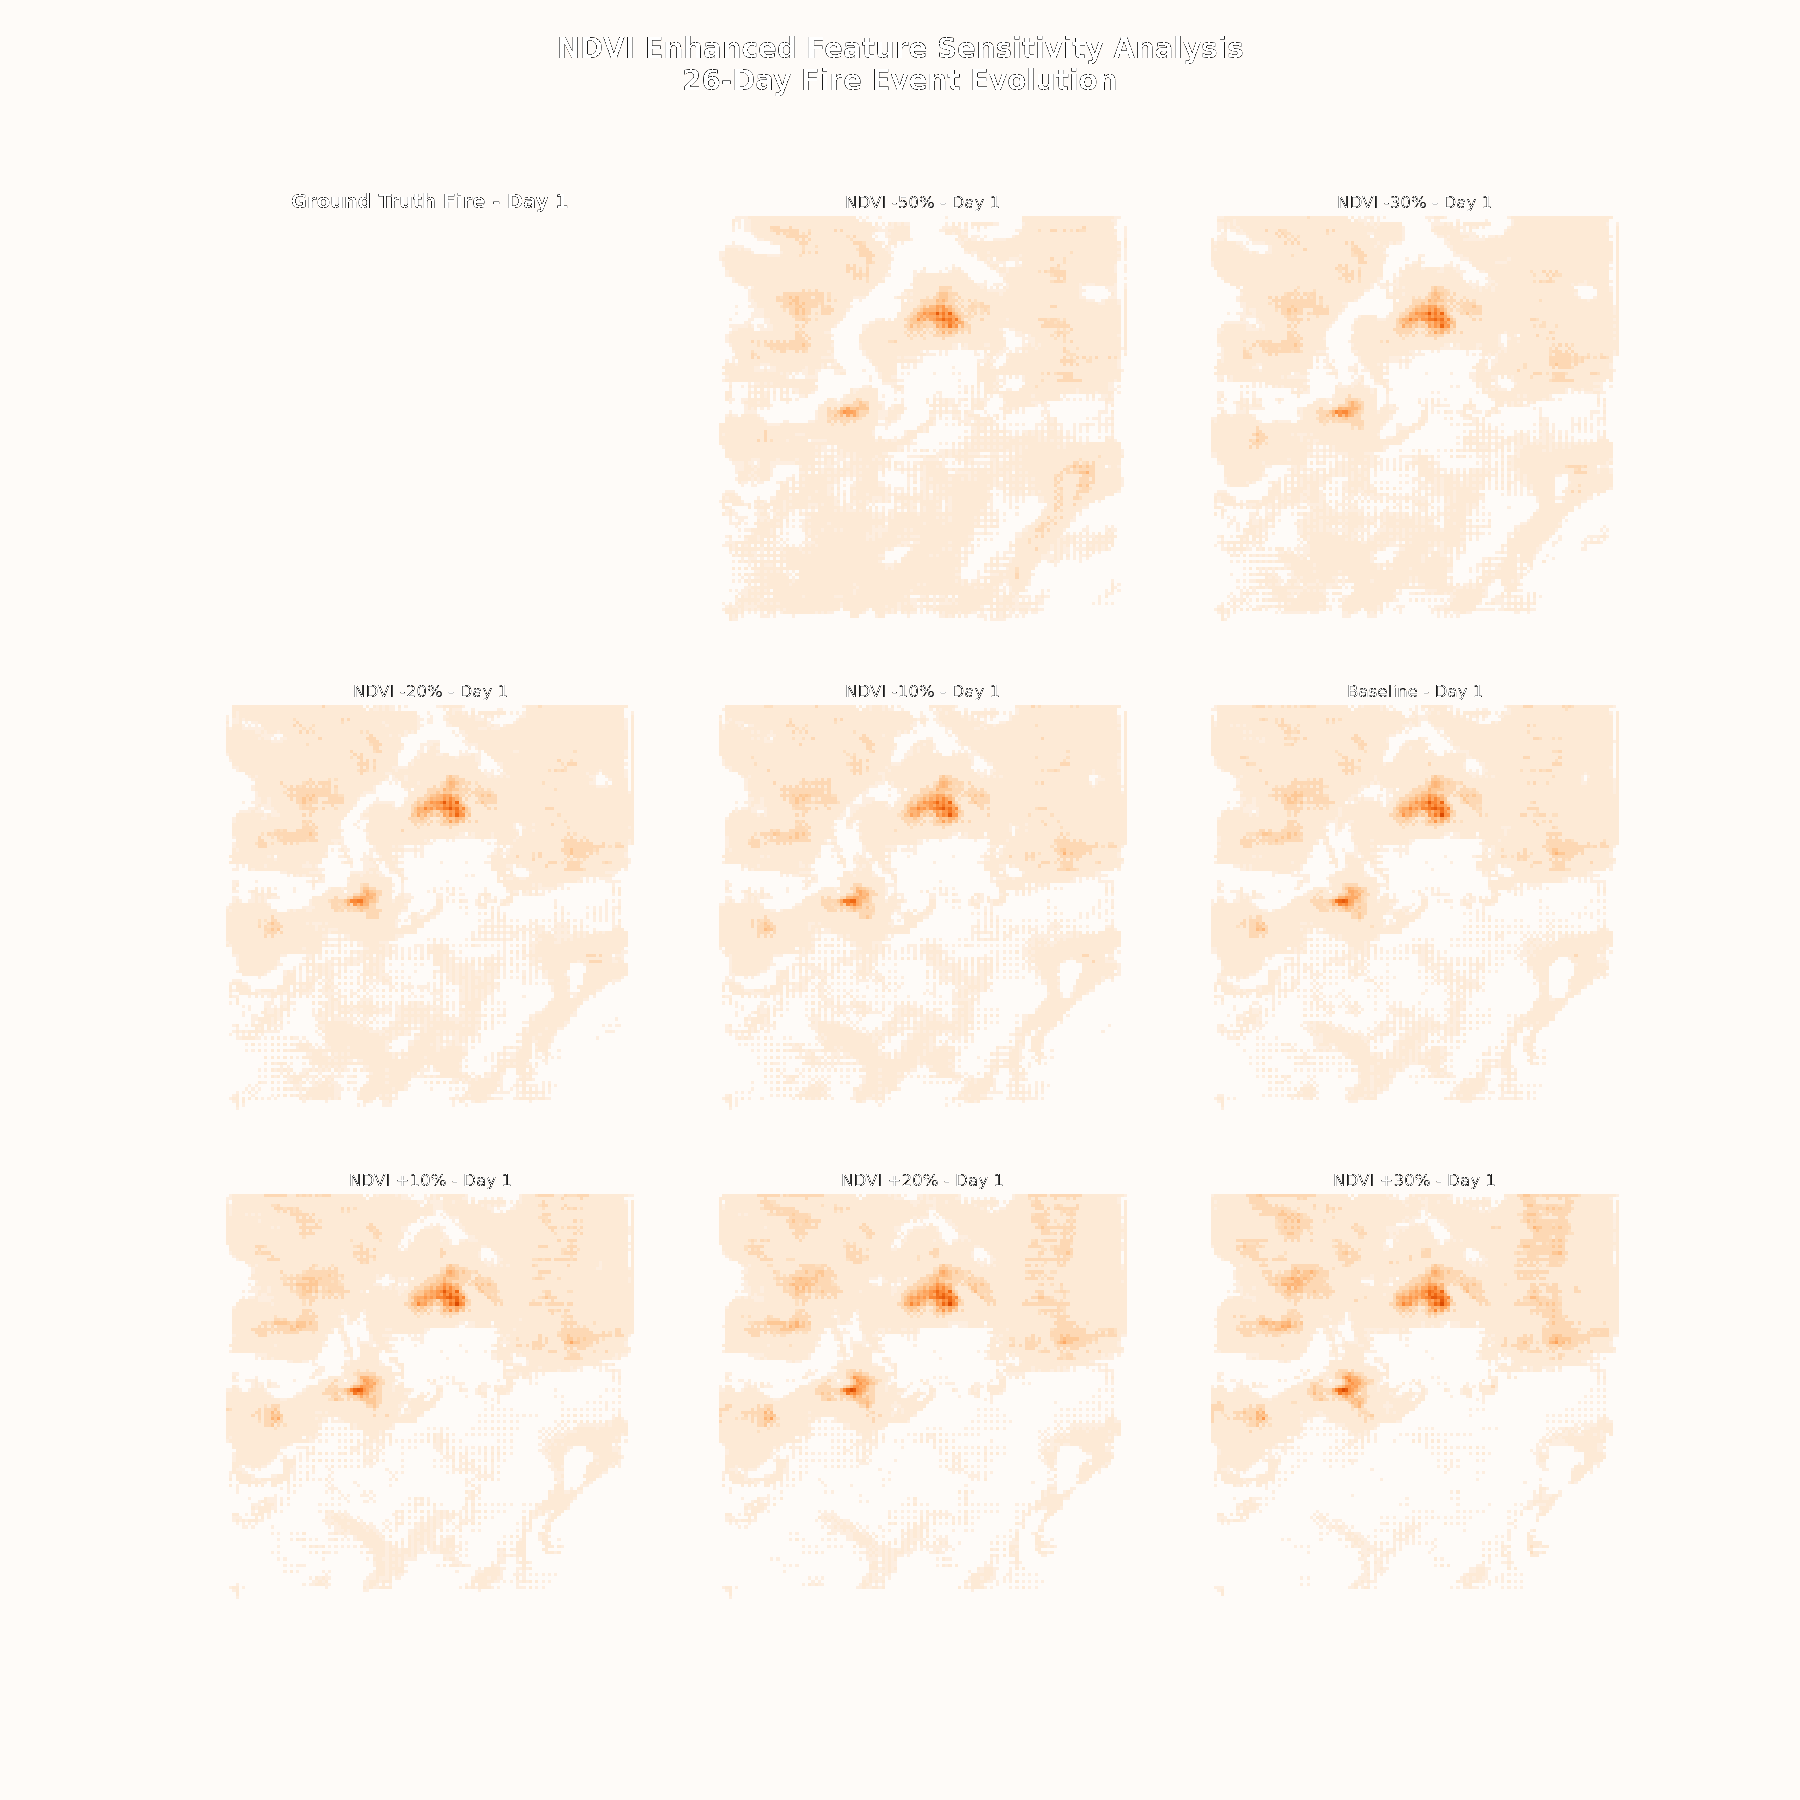 NDVI Enhanced Feature Sensitivity Analysis
26-Day Fire Event Evolution
Ground Truth Fire - Day 1
NDVI -50% - Day 1
NDVI -30% - Day 1
NDVI -20% - Day 1
NDVI -10% - Day 1
Baseline - Day 1
NDVI +10% - Day 1
NDVI +20% - Day 1
NDVI +30% - Day 1